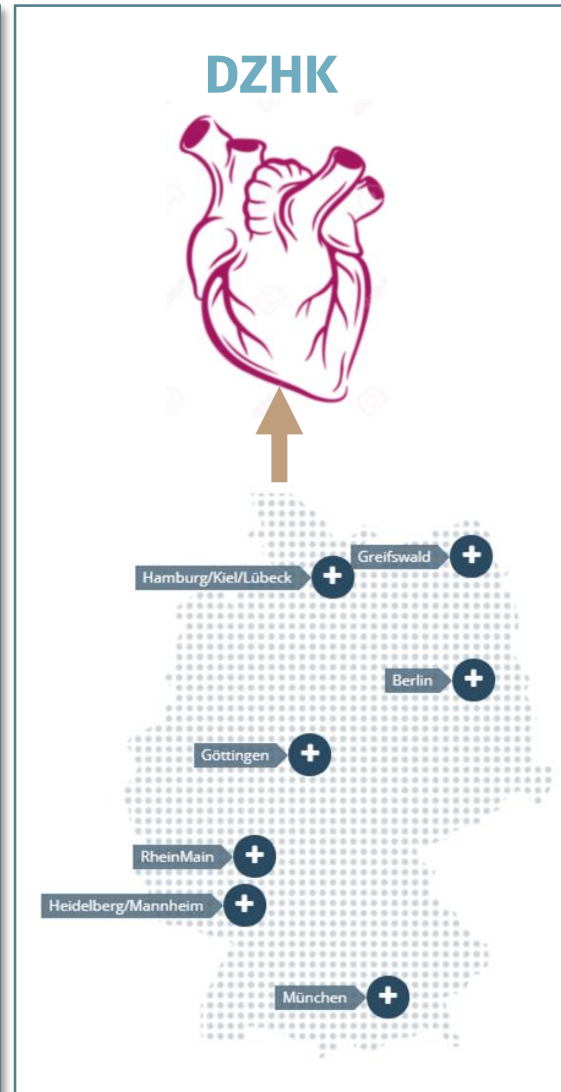 DZHK
Greifswald
Hamburg/Kiel/Lübeck
Berlin
Göttingen
RheinMain
Heidelberg/Mannheim
München